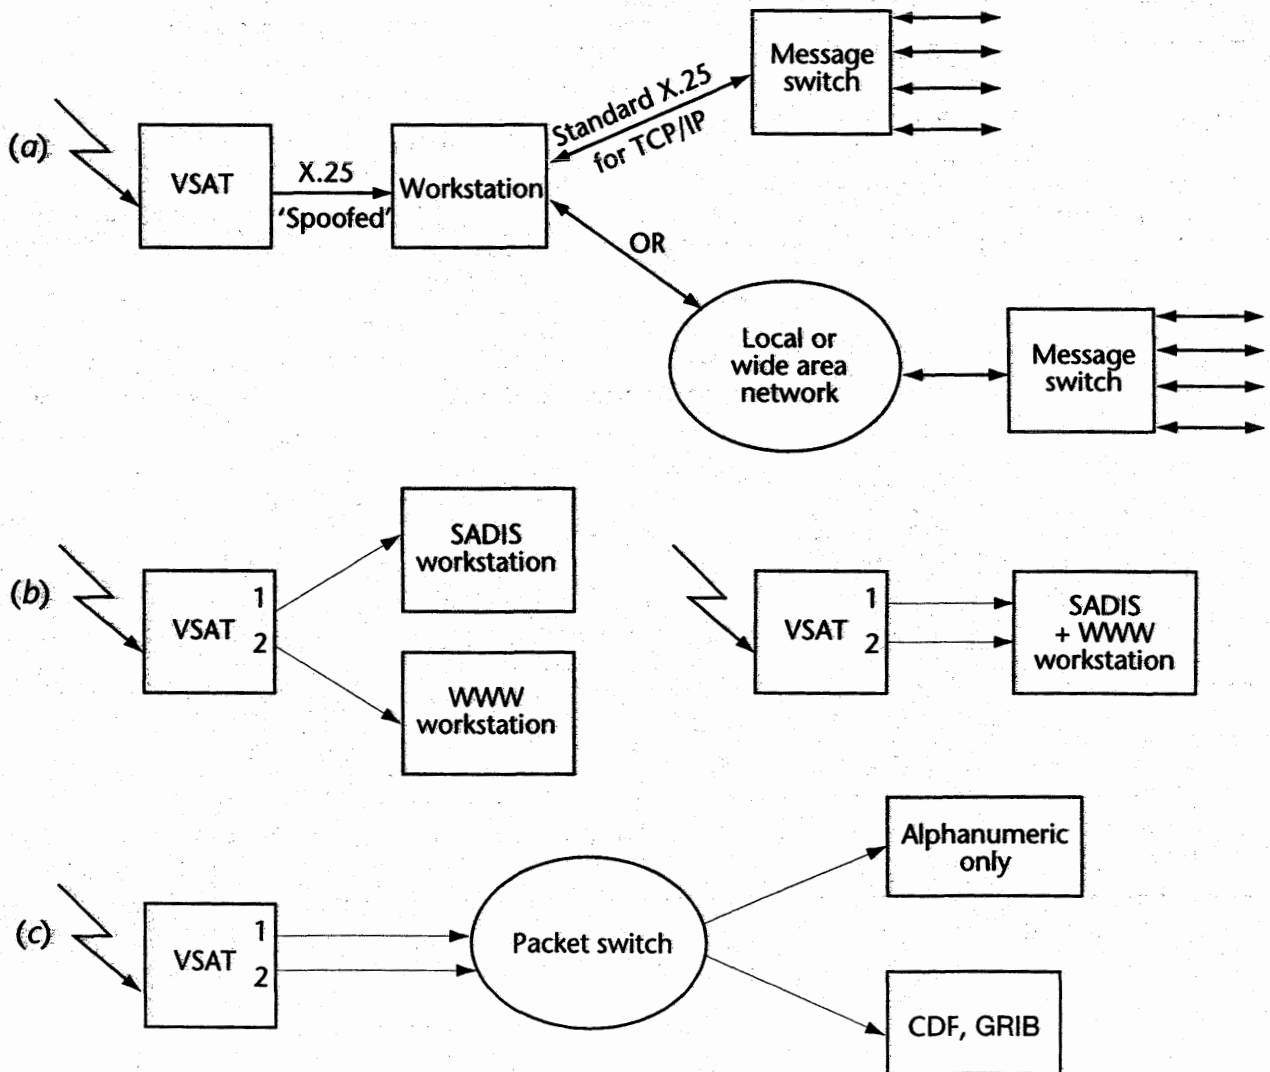 (a)
VSAT
X.25
'Spoofed'
Workstation
Standard X.25
for TCP/IP
Message
switch
OR
Local or
wide area
network
Message
switch
(b)
VSAT
1
2
SADIS
workstation
WWW
workstation
VSAT
1
2
SADIS
+ WWW
workstation
(c)
VSAT
1
2
Packet switch
Alphanumeric
only
CDF, GRIB